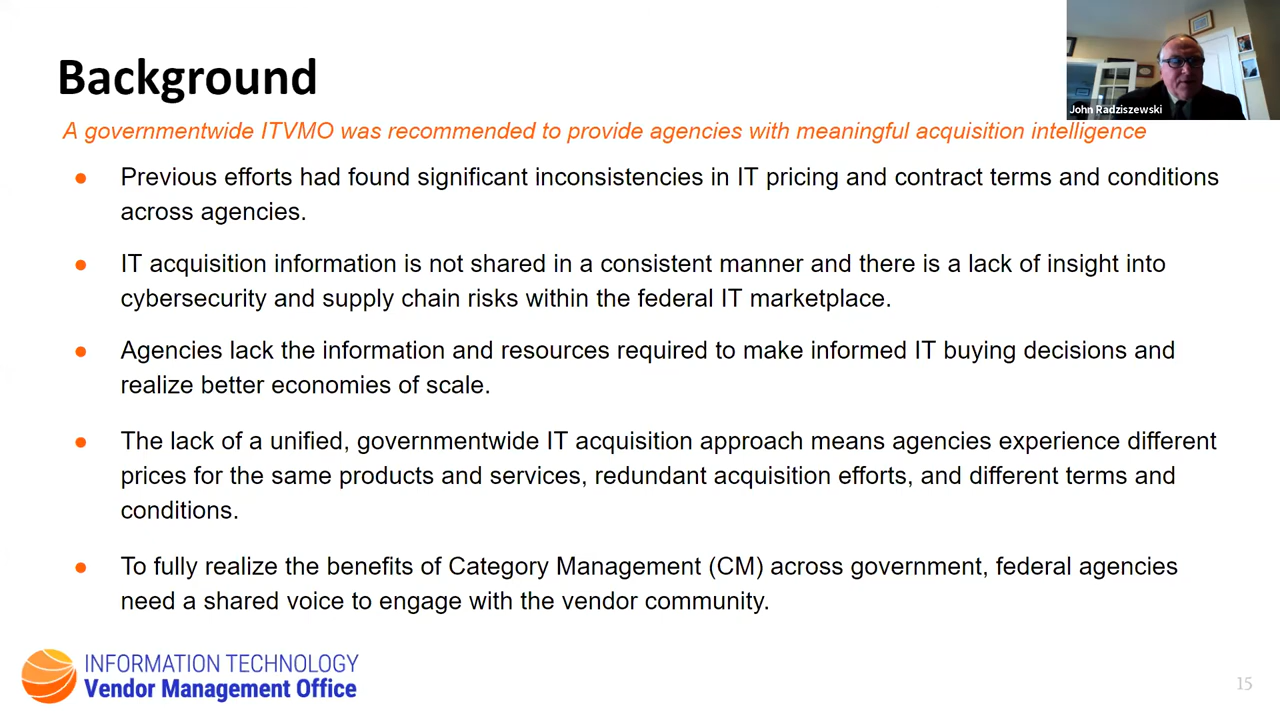 Background
John Radziszewski
A governmentwide ITVMO was recommended to provide agencies with meaningful acquisition intelligence
● Previous efforts had found significant inconsistencies in IT pricing and contract terms and conditions
across agencies.
● IT acquisition information is not shared in a consistent manner and there is a lack of insight into
cybersecurity and supply chain risks within the federal IT marketplace.
● Agencies lack the information and resources required to make informed IT buying decisions and
realize better economies of scale.
● The lack of a unified, governmentwide IT acquisition approach means agencies experience different
prices for the same products and services, redundant acquisition efforts, and different terms and
conditions.
● To fully realize the benefits of Category Management (CM) across government, federal agencies
need a shared voice to engage with the vendor community.
INFORMATION TECHNOLOGY
Vendor Management Office
15